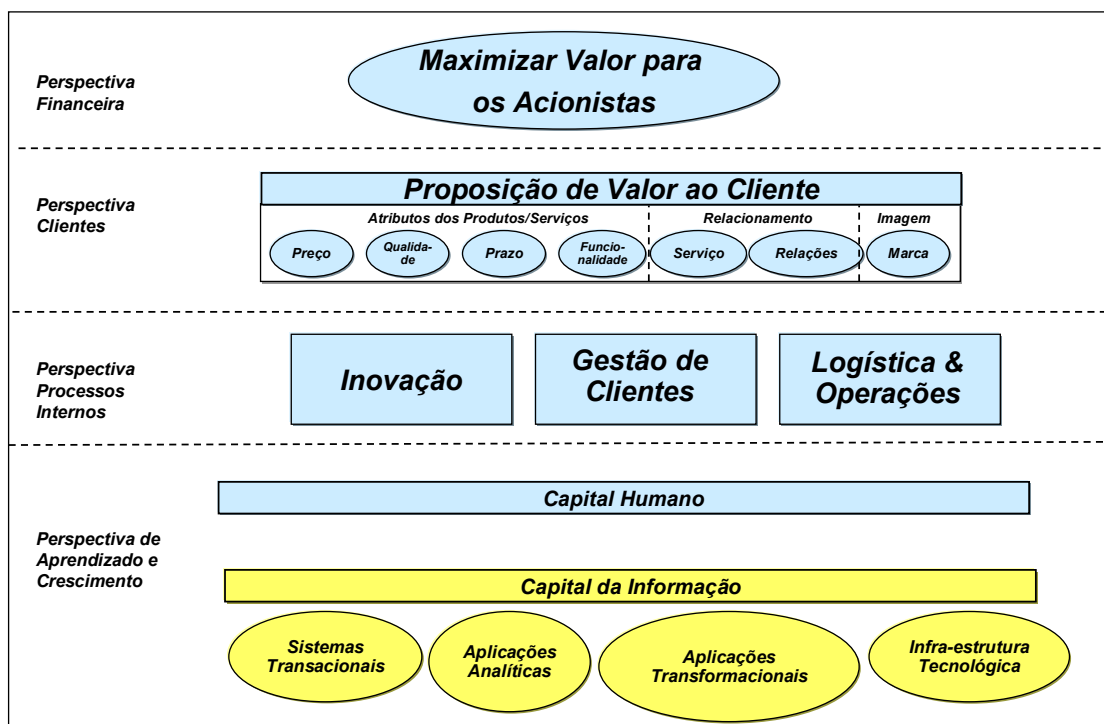 Perspectiva
Financeira
Maximizar Valor para
os Acionistas
Perspectiva
Clientes
Proposição de Valor ao Cliente
Atributos dos Produtos/Serviços
Relacionamento
Imagem
Preço
Qualida-
de
Prazo
Funcio-
nalidade
Serviço
Relações
Marca
Perspectiva
Processos
Internos
Inovação
Gestão de
Clientes
Logística &
Operações
Perspectiva de
Aprendizado e
Crescimento
Capital Humano
Capital da Informação
Sistemas
Transacionais
Aplicações
Analíticas
Aplicações
Transformacionais
Infra-estrutura
Tecnológica